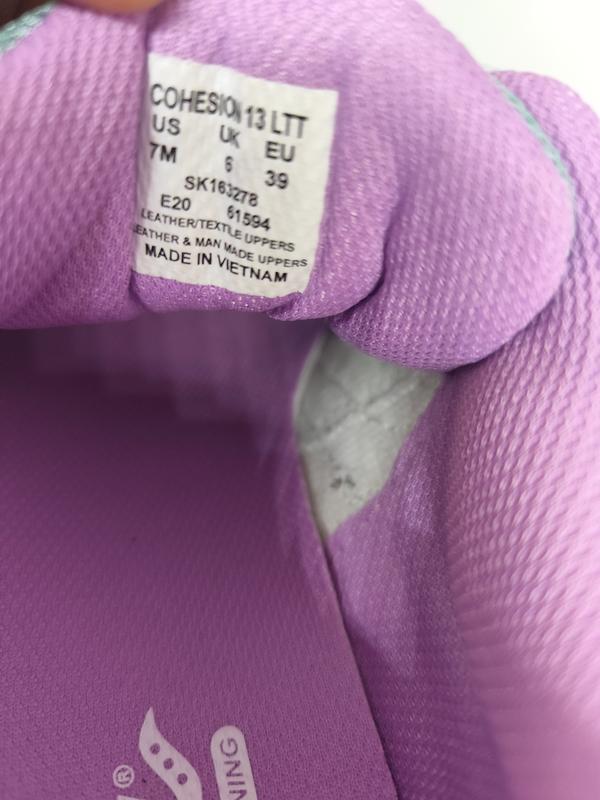 COHESION 13 LTT
US UK EU
7M 6 39
SK163278
E20 61594
LEATHER/TEXTILE UPPERS
LEATHER & MAN MADE UPPERS
MADE IN VIETNAM
®